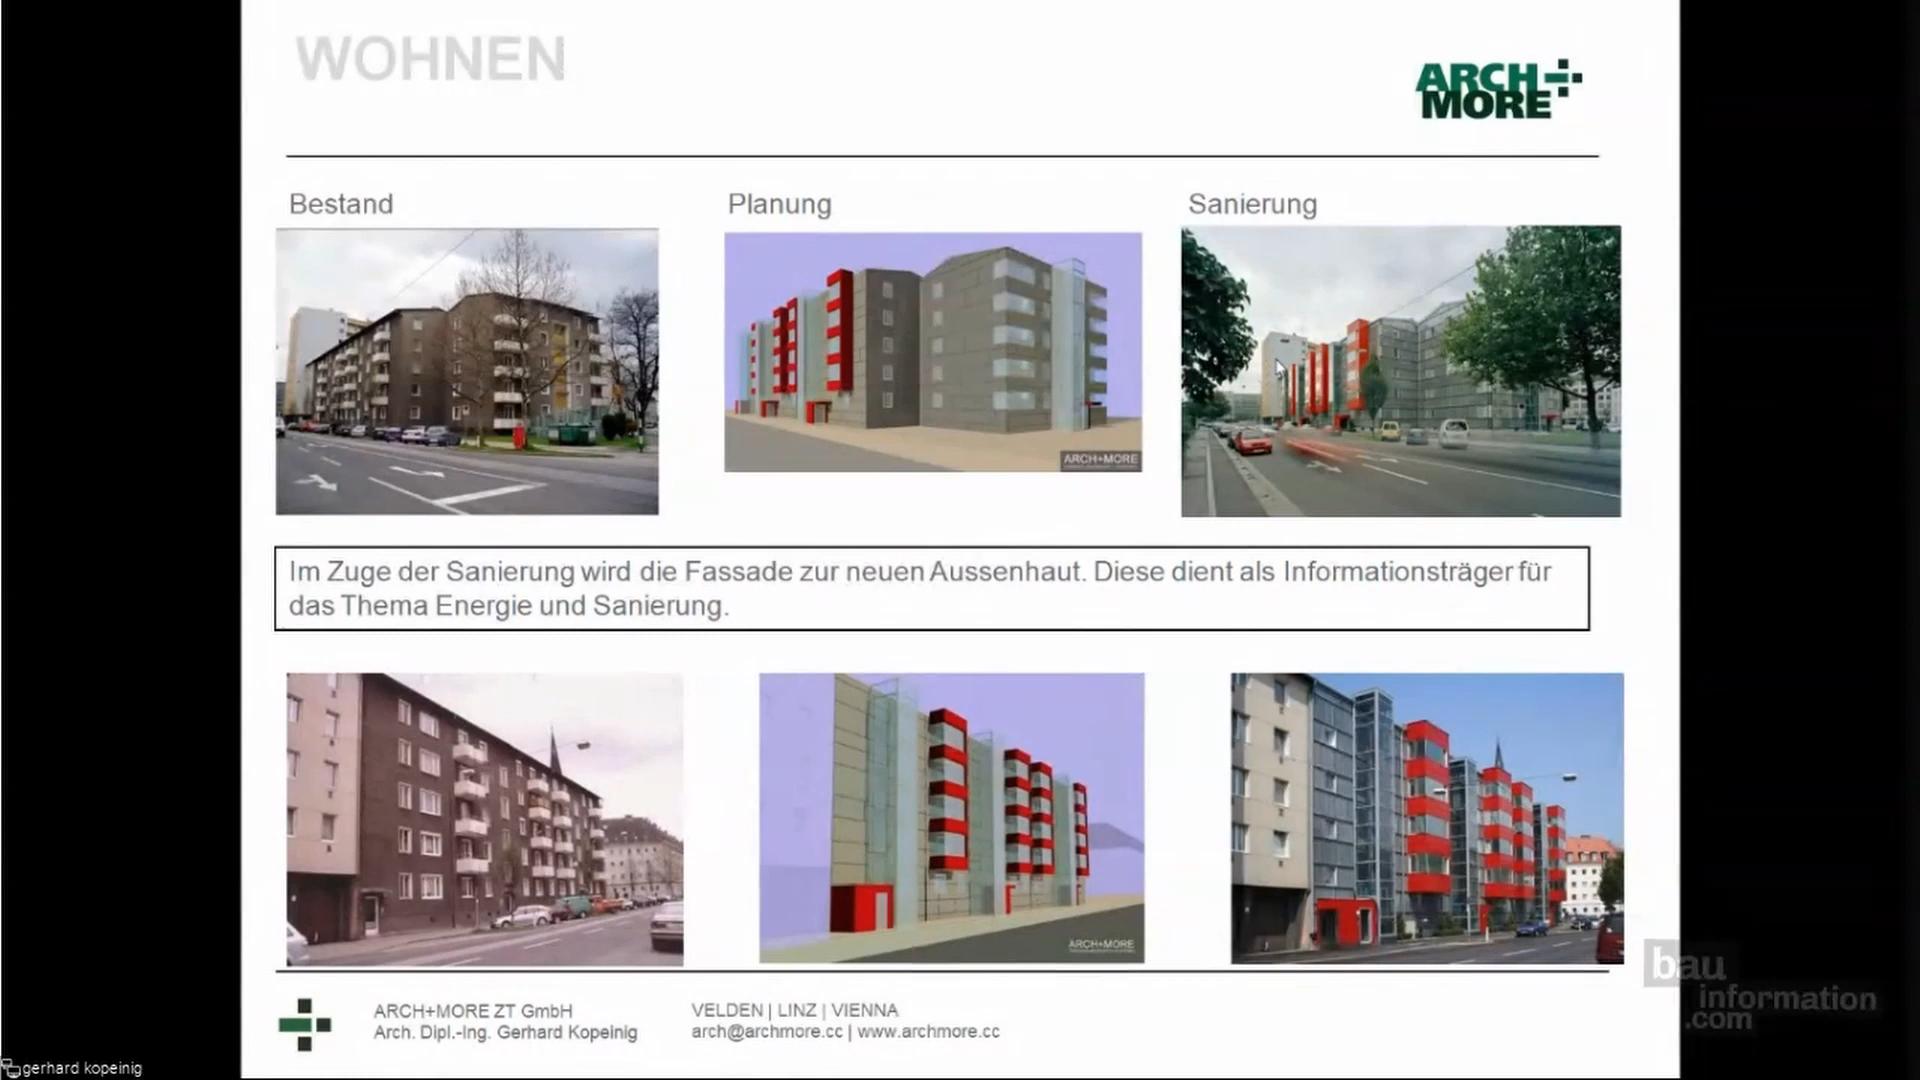 WOHNEN
ARCH
MORE
Bestand
Planung
Sanierung
ARCH+MORE
Im Zuge der Sanierung wird die Fassade zur neuen Aussenhaut. Diese dient als Informationsträger für
das Thema Energie und Sanierung.
ARCH+MORE
ARCH+MORE ZT GmbH
Arch. Dipl.-Ing. Gerhard Kopeinig
VELDEN | LINZ | VIENNA
arch@archmore.cc | www.archmore.cc
bau
information
.com
gerhard kopeinig